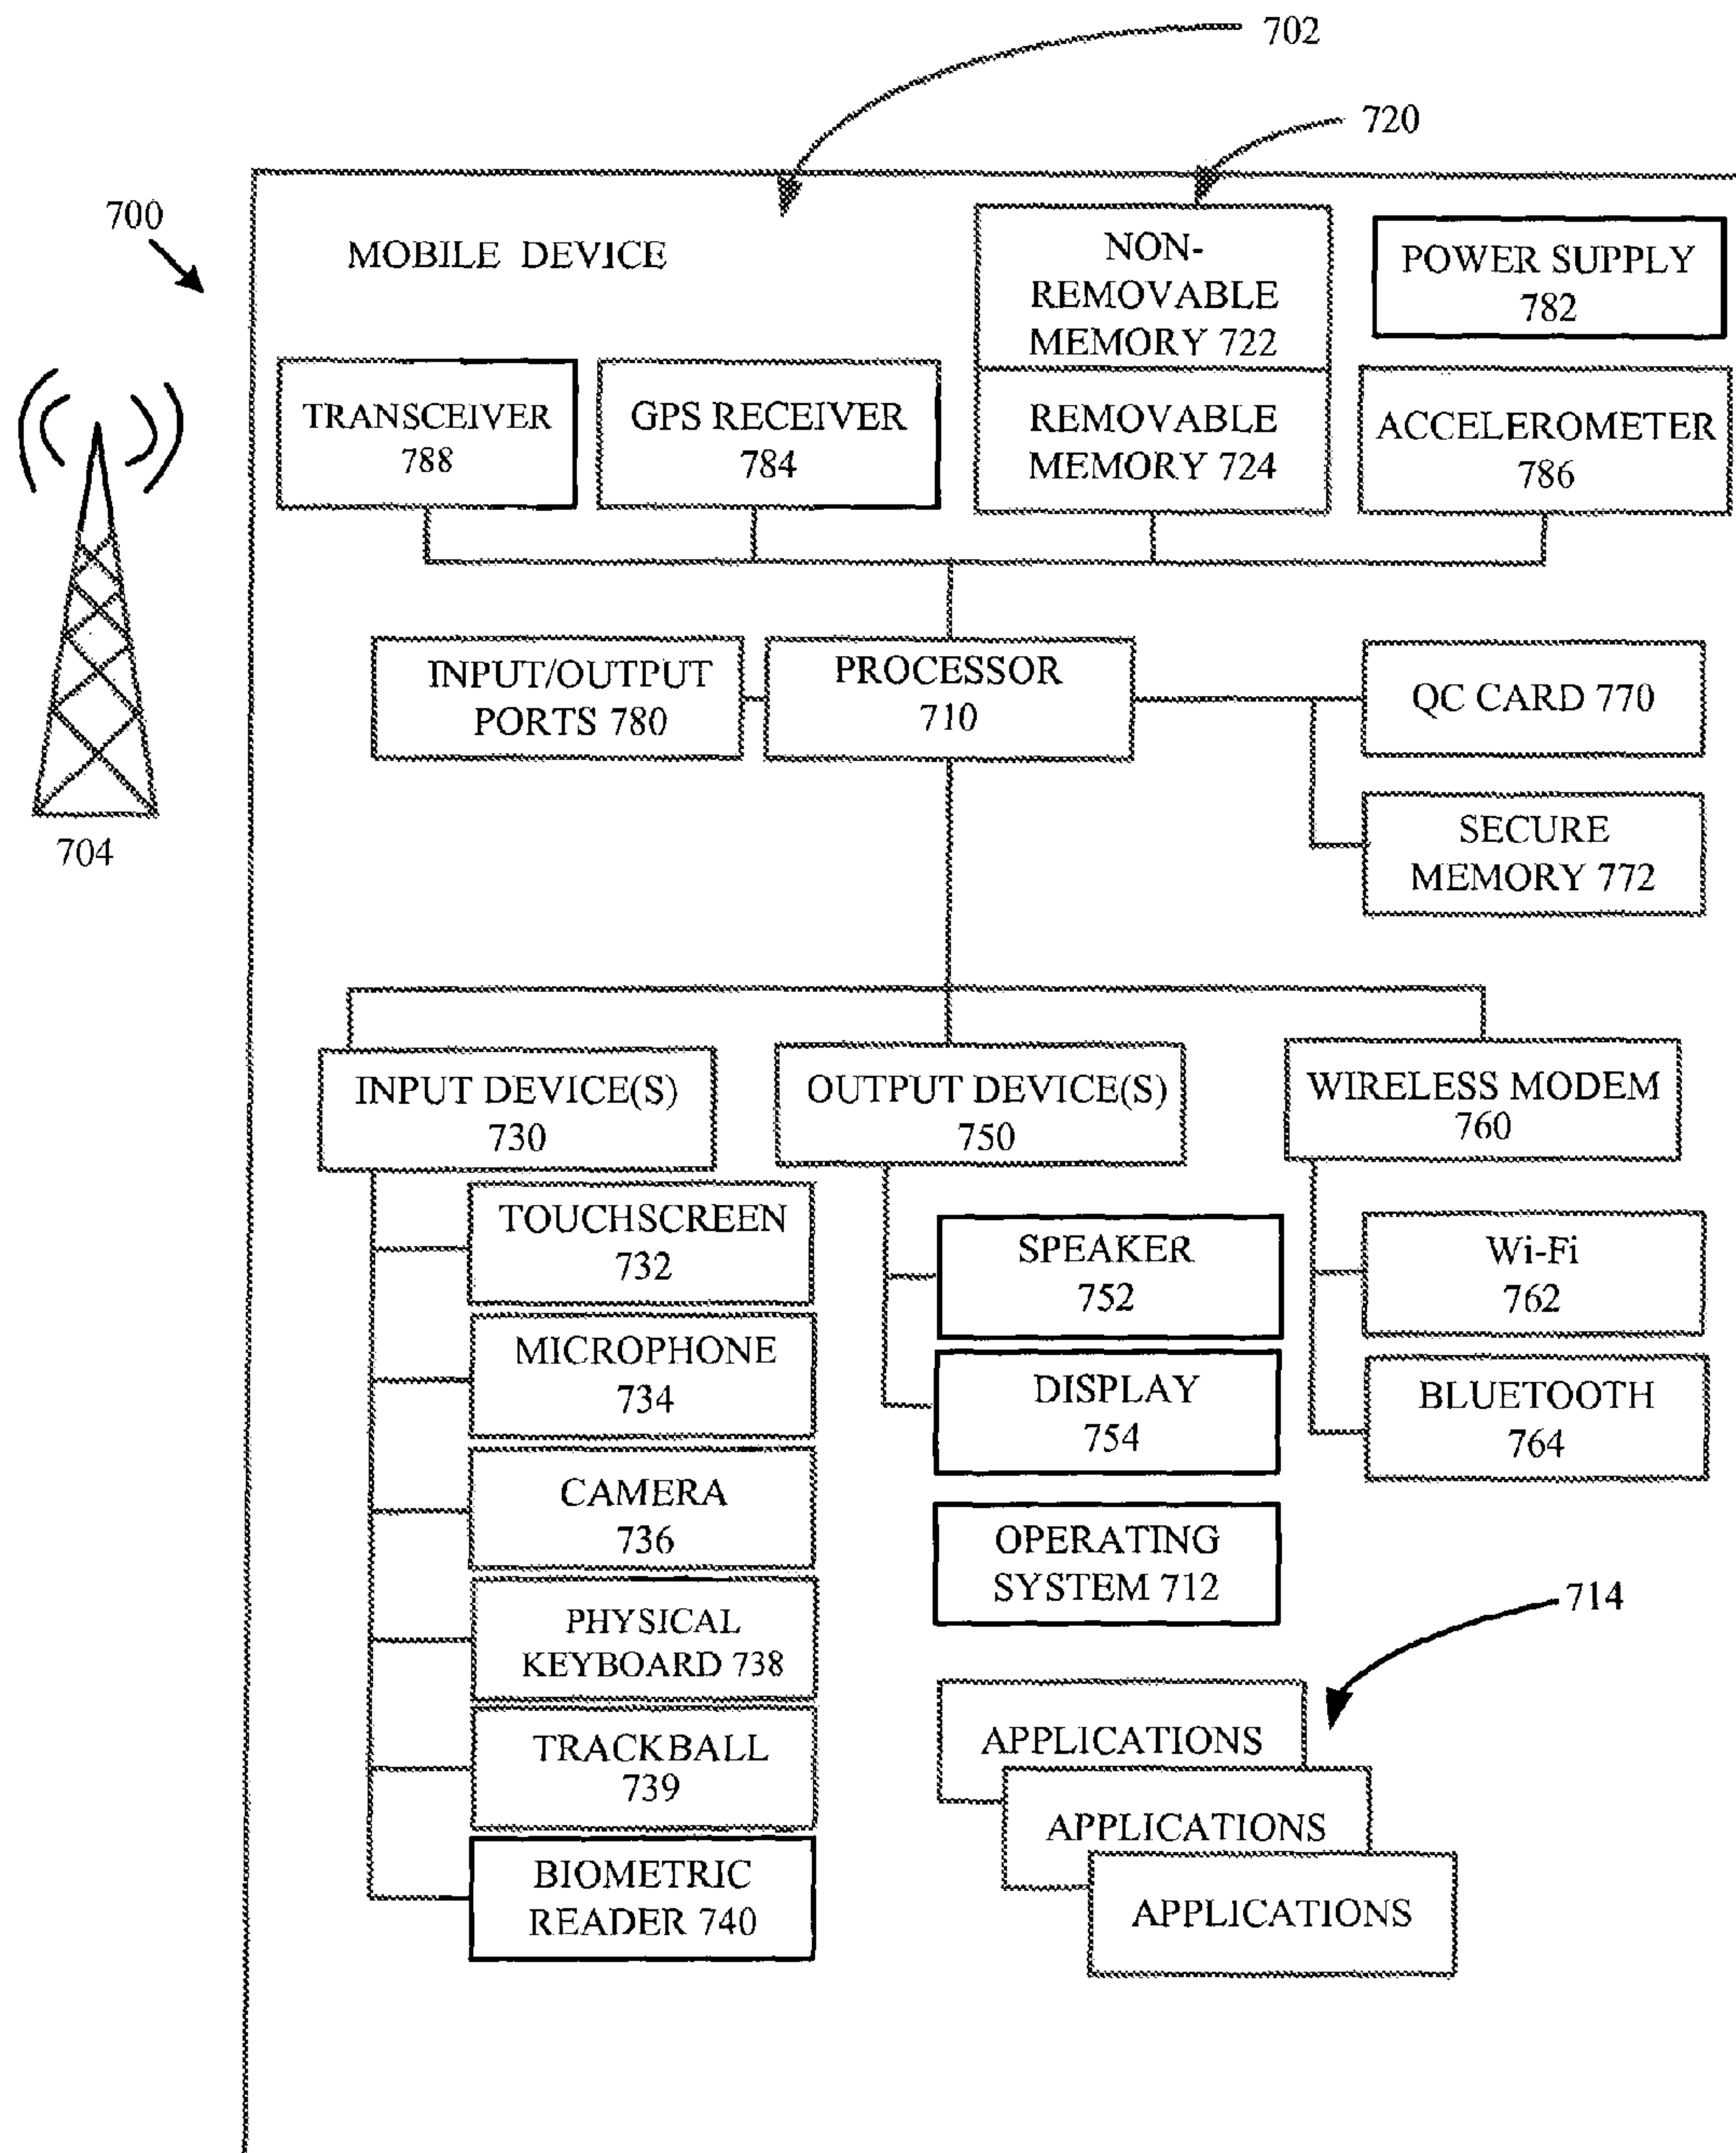 702
720
700
MOBILE DEVICE
NON-
REMOVABLE
MEMORY 722
POWER SUPPLY
782
TRANSCEIVER
788
GPS RECEIVER
784
REMOVABLE
MEMORY 724
ACCELEROMETER
786
INPUT/OUTPUT
PORTS 780
PROCESSOR
710
QC CARD 770
SECURE
MEMORY 772
704
INPUT DEVICE(S)
730
OUTPUT DEVICE(S)
750
WIRELESS MODEM
760
TOUCHSCREEN
732
MICROPHONE
734
CAMERA
736
PHYSICAL
KEYBOARD 738
TRACKBALL
739
BIOMETRIC
READER 740
SPEAKER
752
DISPLAY
754
OPERATING
SYSTEM 712
Wi-Fi
762
BLUETOOTH
764
714
APPLICATIONS
APPLICATIONS
APPLICATIONS